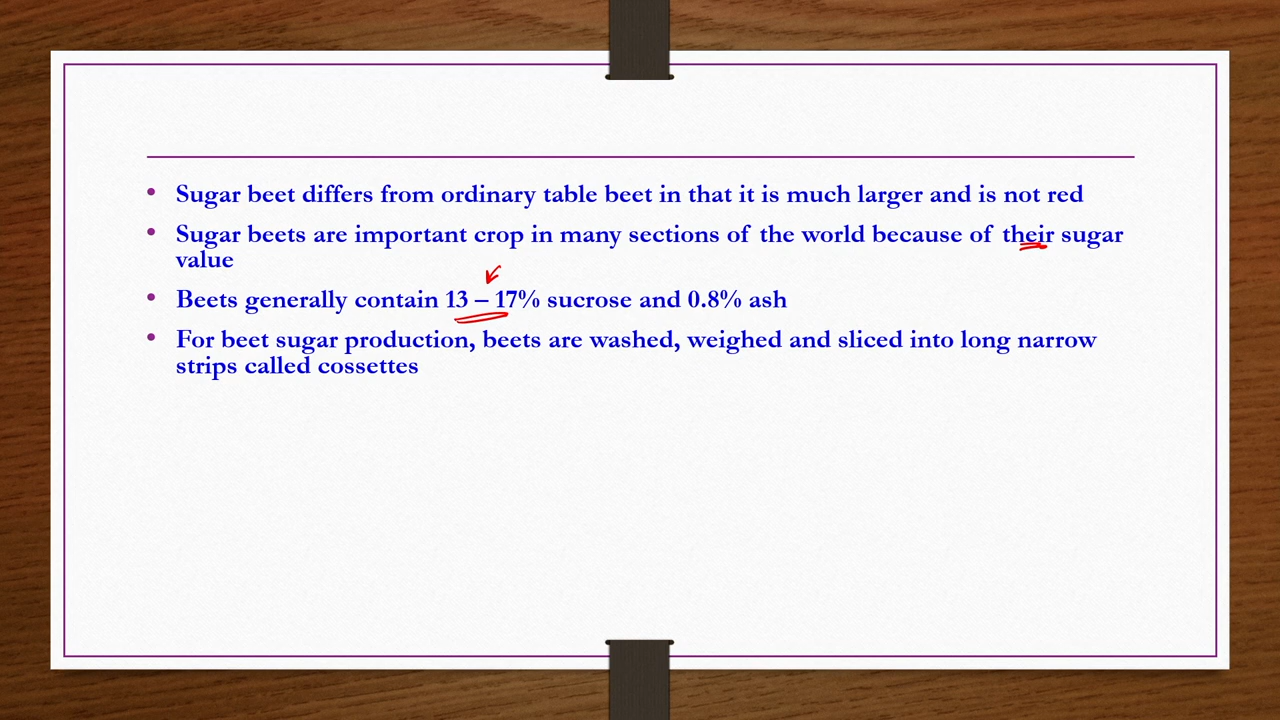 • Sugar beet differs from ordinary table beet in that it is much larger and is not red
• Sugar beets are important crop in many sections of the world because of their sugar
value
• Beets generally contain 13 – 17% sucrose and 0.8% ash
• For beet sugar production, beets are washed, weighed and sliced into long narrow
strips called cossettes